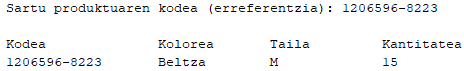 Sartu produktuaren kodea (erreferentzia): 1206596-8223
Kodea Kolorea Taila Kantitatea
1206596-8223 Beltza M 15